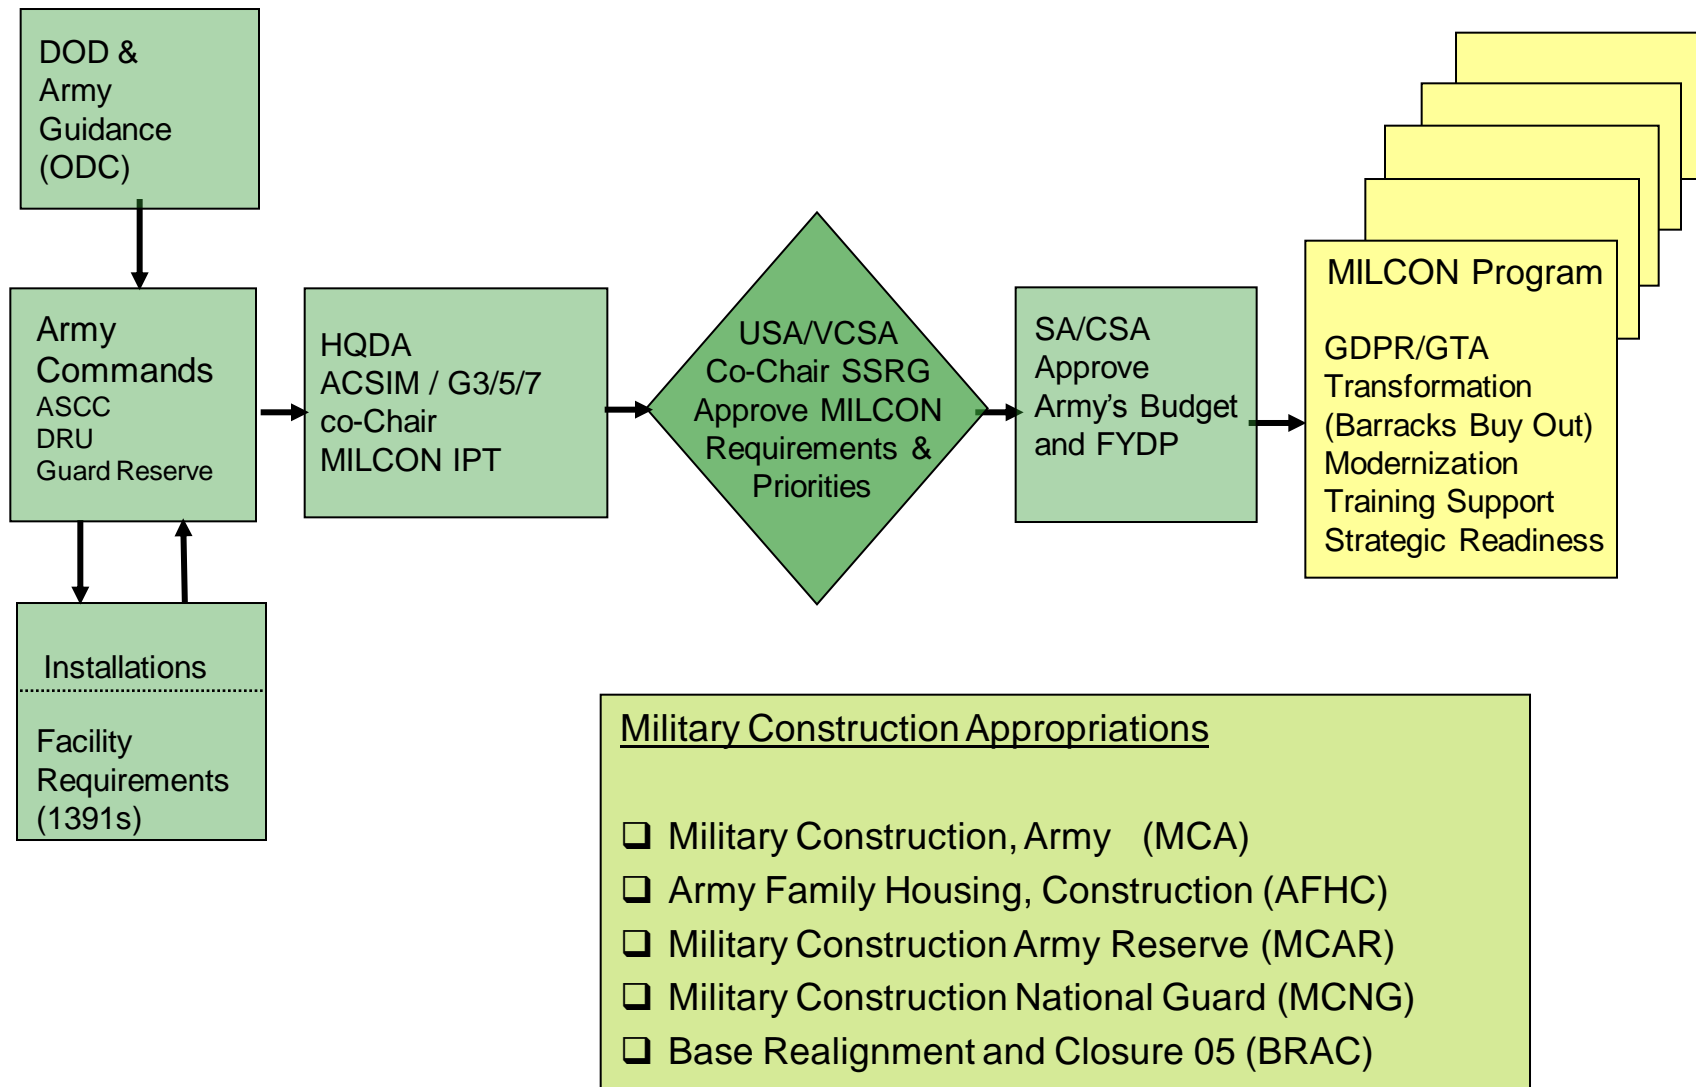 DOD &
Army
Guidance
(ODC)
Army
Commands
ASCC
DRU
Guard Reserve
Installations
Facility
Requirements
(1391s)
HQDA
ACSIM / G3/5/7
co-Chair
MILCON IPT
USA/VCSA
Co-Chair SSRG
Approve MILCON
Requirements &
Priorities
SA/CSA
Approve
Army’s Budget
and FYDP
MILCON Program
GDPR/GTA
Transformation
(Barracks Buy Out)
Modernization
Training Support
Strategic Readiness
Military Construction Appropriations
❑ Military Construction, Army (MCA)
❑ Army Family Housing, Construction (AFHC)
❑ Military Construction Army Reserve (MCAR)
❑ Military Construction National Guard (MCNG)
❑ Base Realignment and Closure 05 (BRAC)